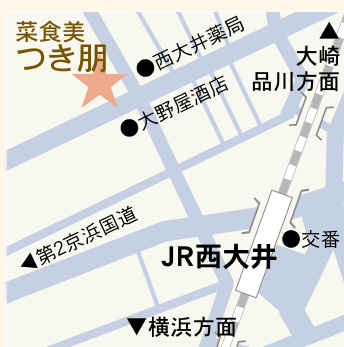 菜食美
つき朋
●西大井薬局
●大野屋酒店
▲
大崎
品川方面
▲第2京浜国道
JR西大井
●交番
▼横浜方面